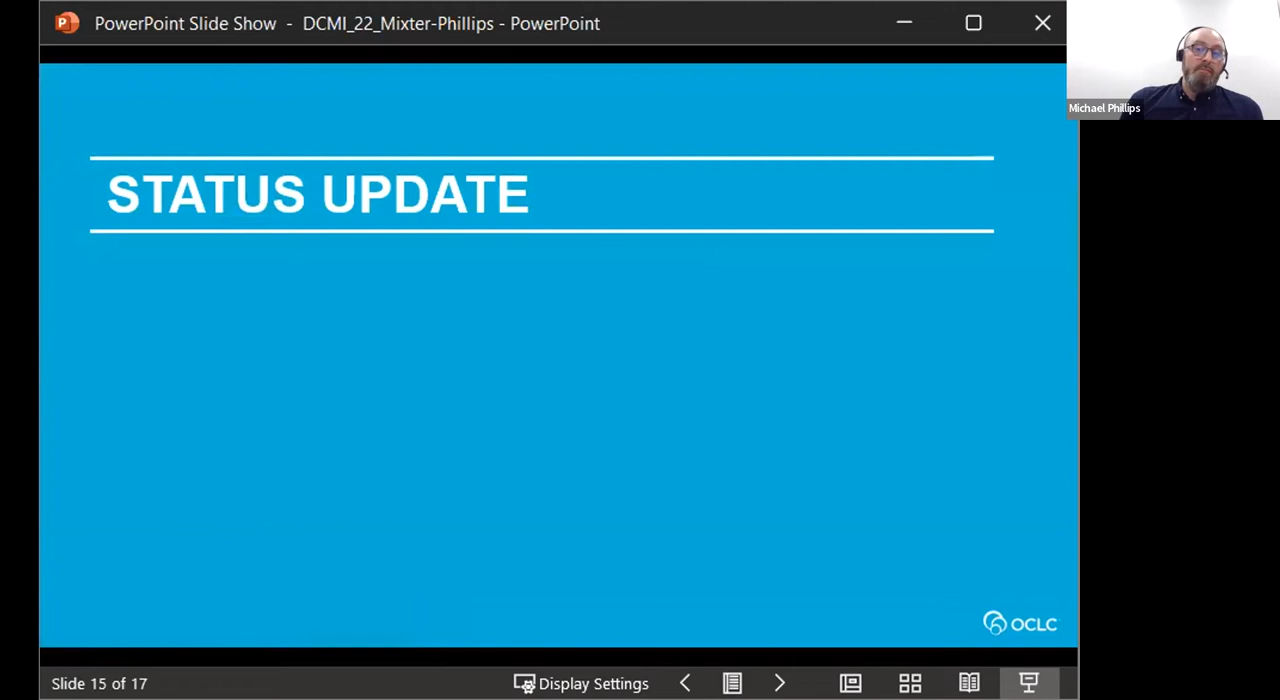 PowerPoint Slide Show - DCMI_22_Mixter-Phillips - PowerPoint
Michael Phillips
STATUS UPDATE
OCLC
Slide 15 of 17
Display Settings